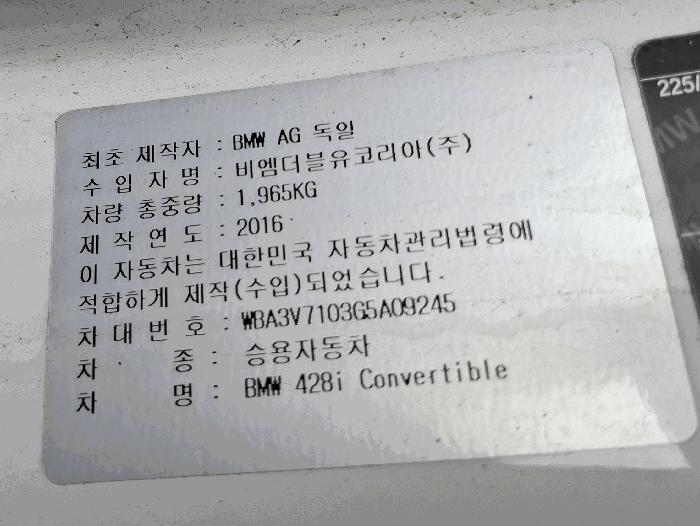 최초 제작자 : BMW AG 독일
수 입 자 명 : 비엠더블유코리아(주)
차량 총중량 : 1,965KG
제 작 연 도 : 2016
이 자동차는 대한민국 자동차관리법령에
적합하게 제작(수입)되었습니다.
차 대 번 호 : WBA3V7103G5A09245
차 종 : 승용자동차
차 명 : BMW 428i Convertible
225/